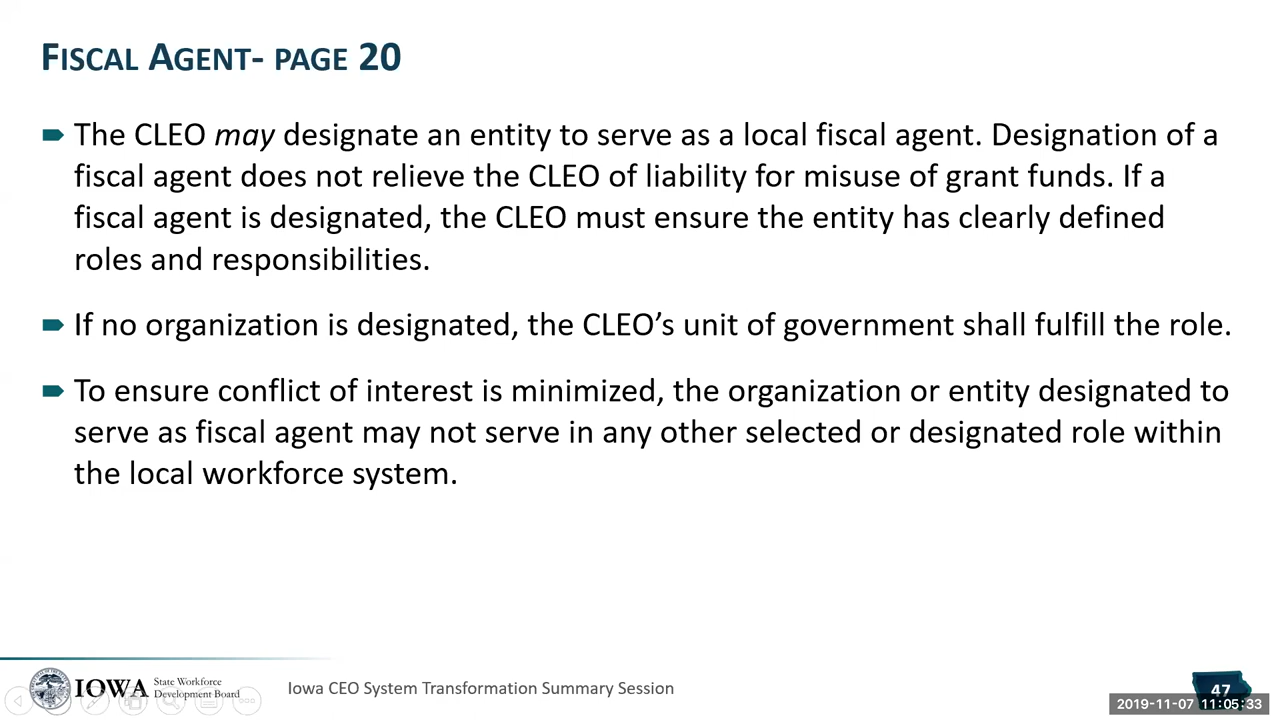 FISCAL AGENT- PAGE 20
The CLEO may designate an entity to serve as a local fiscal agent. Designation of a
fiscal agent does not relieve the CLEO of liability for misuse of grant funds. If a
fiscal agent is designated, the CLEO must ensure the entity has clearly defined
roles and responsibilities.
If no organization is designated, the CLEO’s unit of government shall fulfill the role.
To ensure conflict of interest is minimized, the organization or entity designated to
serve as fiscal agent may not serve in any other selected or designated role within
the local workforce system.
IOWA State Workforce
Development Board
Iowa CEO System Transformation Summary Session
47
2019-11-07 11:05:33